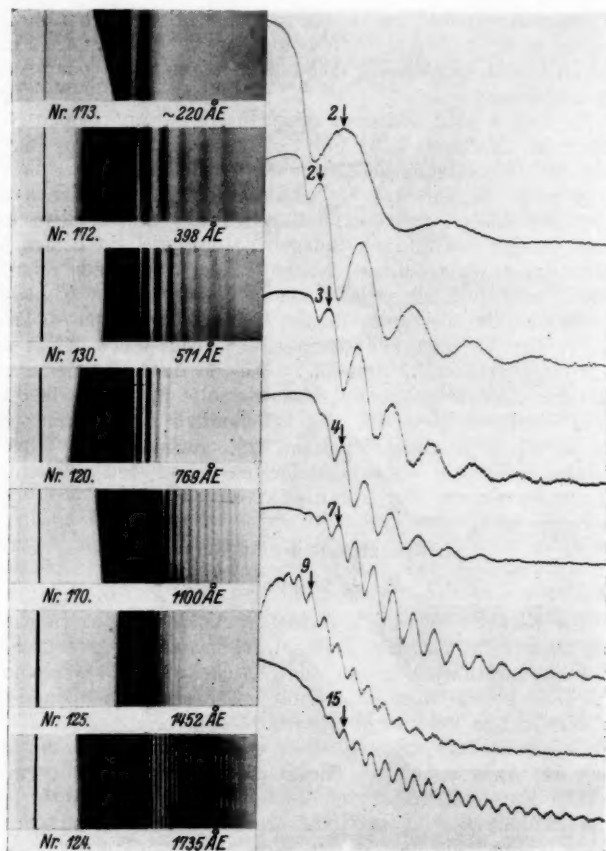 Nr. 173. ~220 ÅE
2
Nr. 172. 398 ÅE
2
Nr. 130. 571 ÅE
3
Nr. 120. 769 ÅE
4
Nr. 170. 1100 ÅE
7
Nr. 125. 1452 ÅE
9
Nr. 124. 1735 ÅE
15